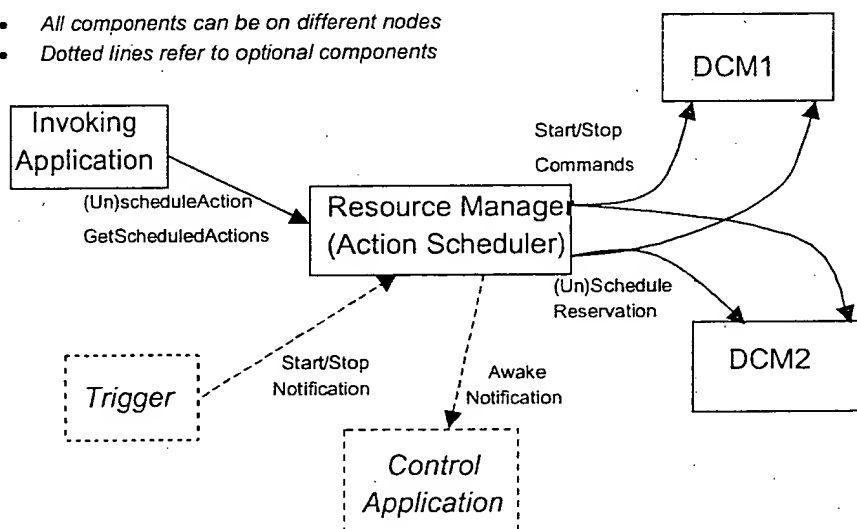 • All components can be on different nodes
• Dotted lines refer to optional components
DCM1
Invoking
Application
Start/Stop
Commands
(Un)scheduleAction
GetScheduledActions
Resource Manager
(Action Scheduler)
(Un)Schedule
Reservation
DCM2
Trigger
Start/Stop
Notification
Awake
Notification
Control
Application